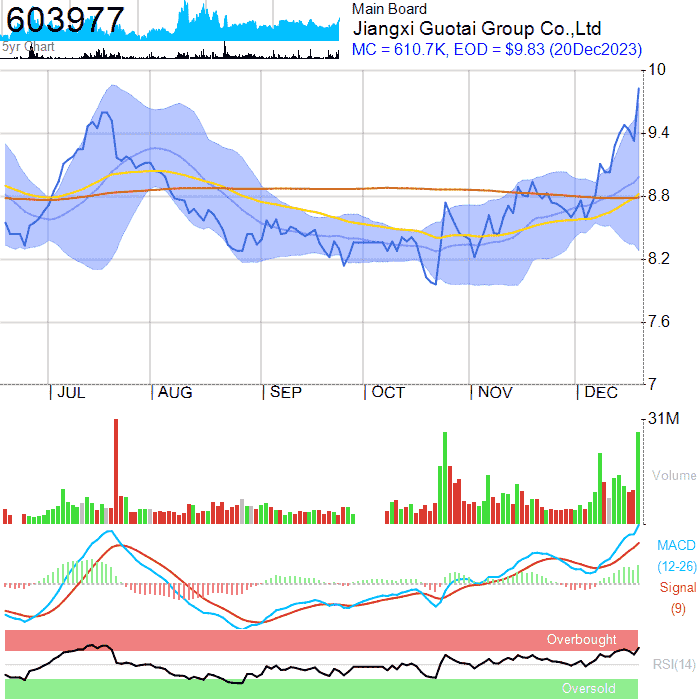 603977
5yr Chart
Main Board
Jiangxi Guotai Group Co.,Ltd
MC = 610.7K, EOD = $9.83 (20Dec2023)
10
9.4
8.8
8.2
7.6
7
JUL AUG SEP OCT NOV DEC
31M
Volume
MACD
(12-26)
Signal
(9)
Overbought
RSI(14)
Oversold